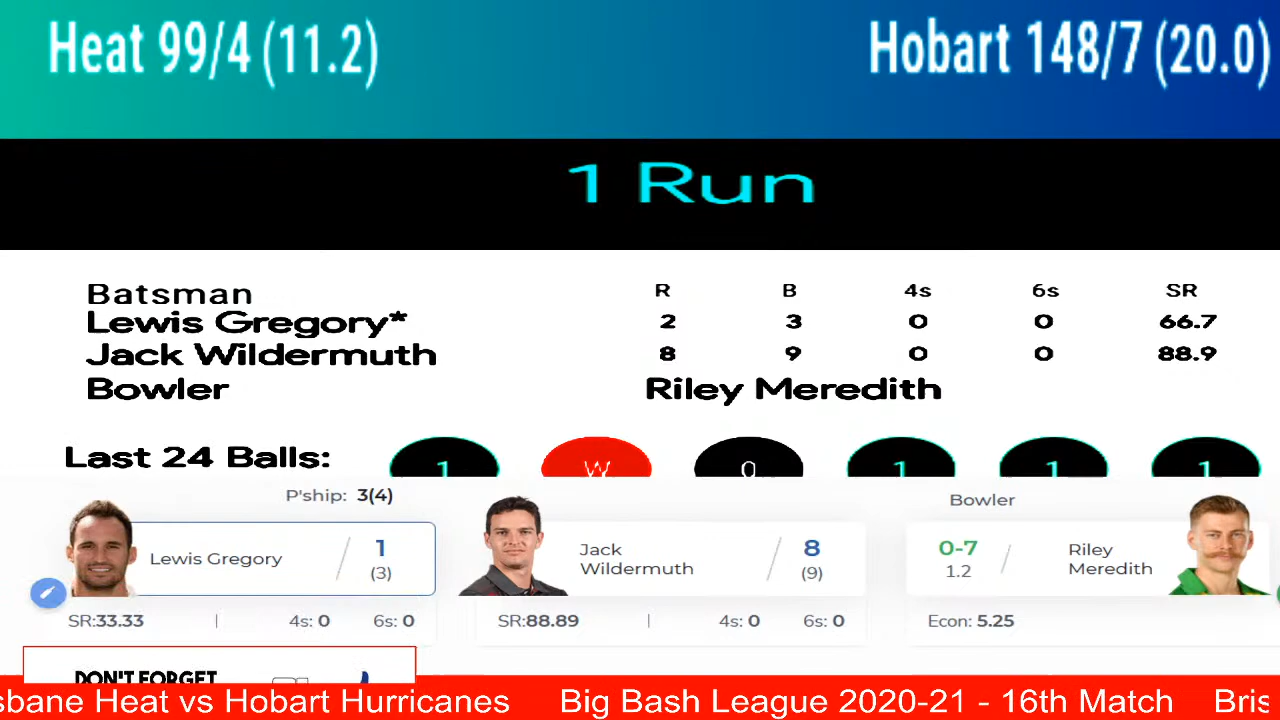 Heat 99/4 (11.2)
Hobart 148/7 (20.0)
1 Run
Batsman R B 4s 6s SR
Lewis Gregory* 2 3 0 0 66.7
Jack Wildermuth 8 9 0 0 88.9
Bowler Riley Meredith
Last 24 Balls: 1 W 0 1 1 1
P'ship: 3(4)
Lewis Gregory 1 (3)
SR:33.33 4s: 0 6s: 0
Jack Wildermuth 8 (9)
SR:88.89 4s: 0 6s: 0
Bowler
0-7 1.2 Riley Meredith
Econ: 5.25
DON'T FORGET
sbane Heat vs Hobart Hurricanes Big Bash League 2020-21 - 16th Match Bris